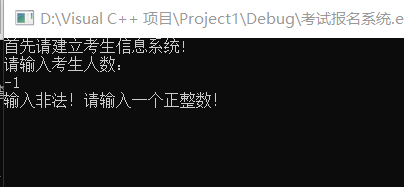 D:\Visual C++ 项目\Project1\Debug\考试报名系统.e
首先请建立考生信息系统!
请输入考生人数:
-1
输入非法! 请输入一个正整数!